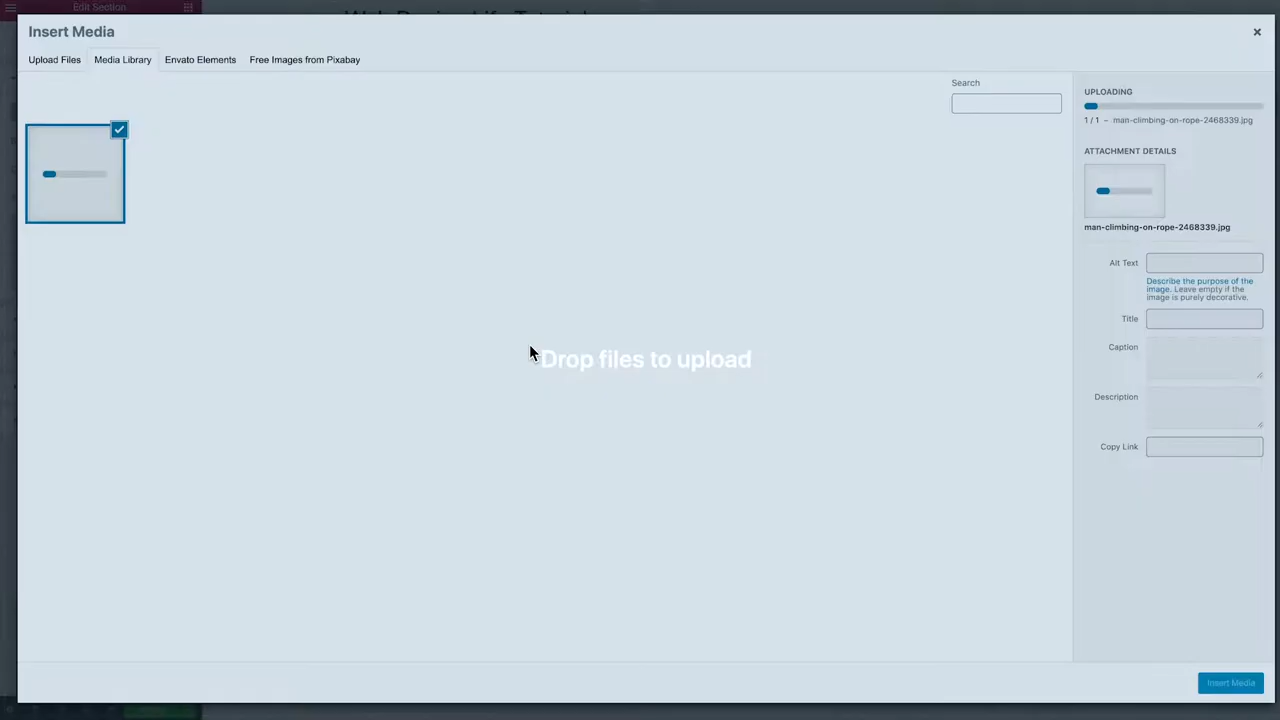 Edit Section
Insert Media
Upload Files
Media Library
Envato Elements
Free Images from Pixabay
Search
Drop files to upload
UPLOADING
1 / 1 – man-climbing-on-rope-2468339.jpg
ATTACHMENT DETAILS
man-climbing-on-rope-2468339.jpg
Alt Text
Describe the purpose of the
image. Leave empty if the
image is purely decorative.
Title
Caption
Description
Copy Link
Insert Media